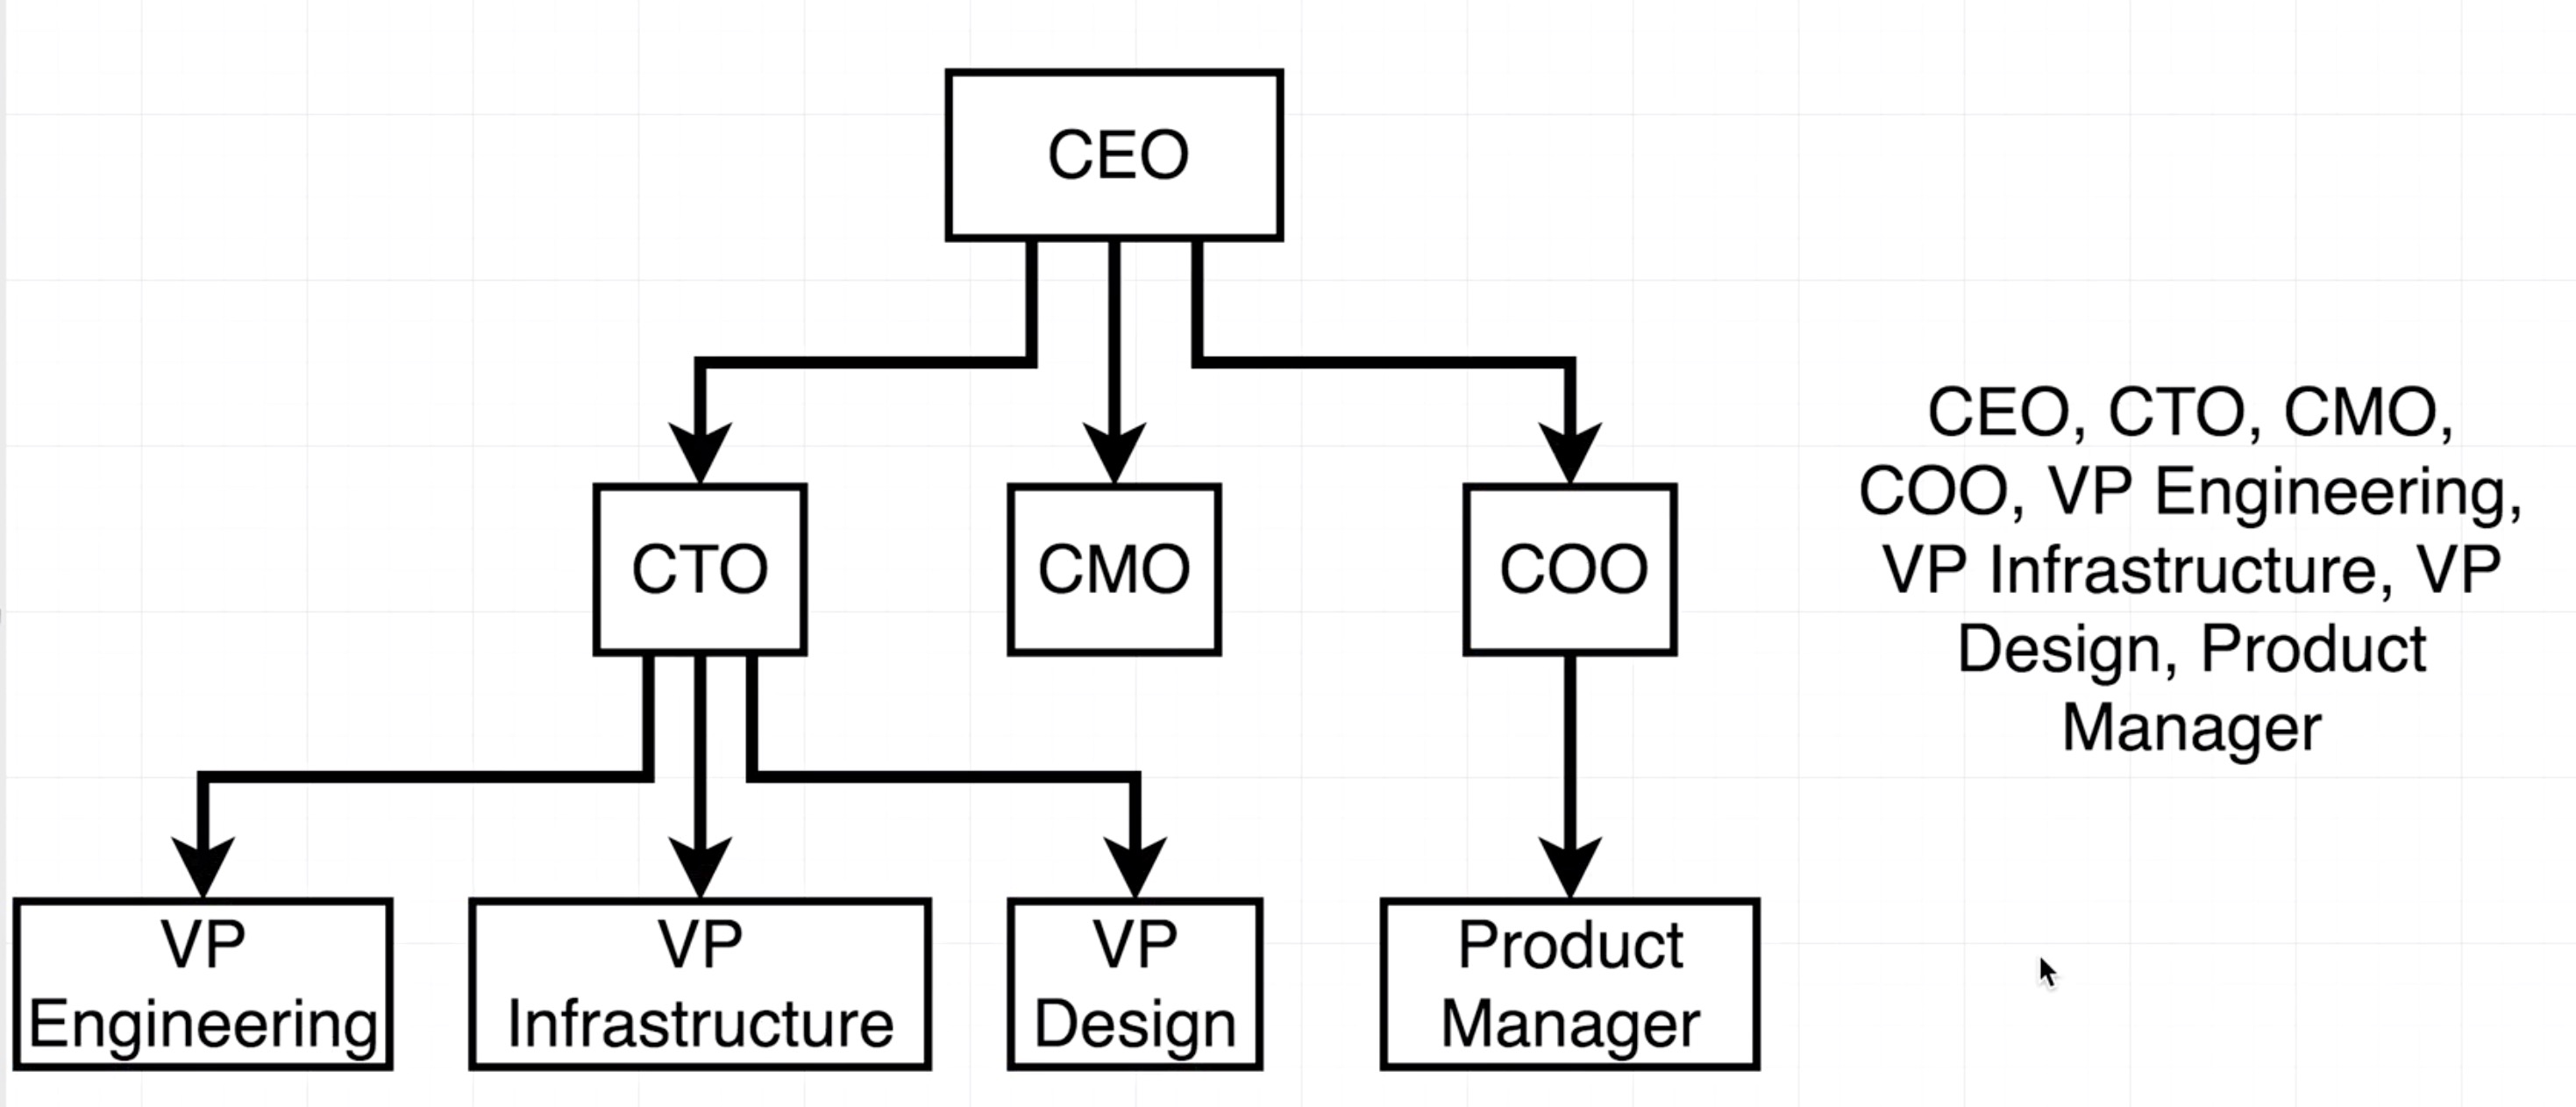 CEO
CTO
CMO
COO
CEO, CTO, CMO,
COO, VP Engineering,
VP Infrastructure, VP
Design, Product
Manager
VP
Engineering
VP
Infrastructure
VP
Design
Product
Manager